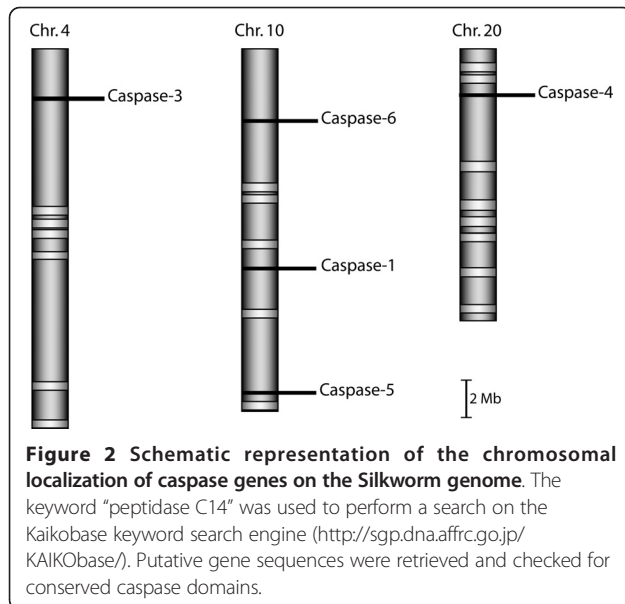 Chr. 4
Chr. 10
Chr. 20
Caspase-3
Caspase-6
Caspase-4
Caspase-1
Caspase-5
2 Mb
Figure 2 Schematic representation of the chromosomal
localization of caspase genes on the Silkworm genome. The
keyword “peptidase C14” was used to perform a search on the
Kaikobase keyword search engine (http://sgp.dna.affrc.go.jp/
KAIKObase/). Putative gene sequences were retrieved and checked for
conserved caspase domains.